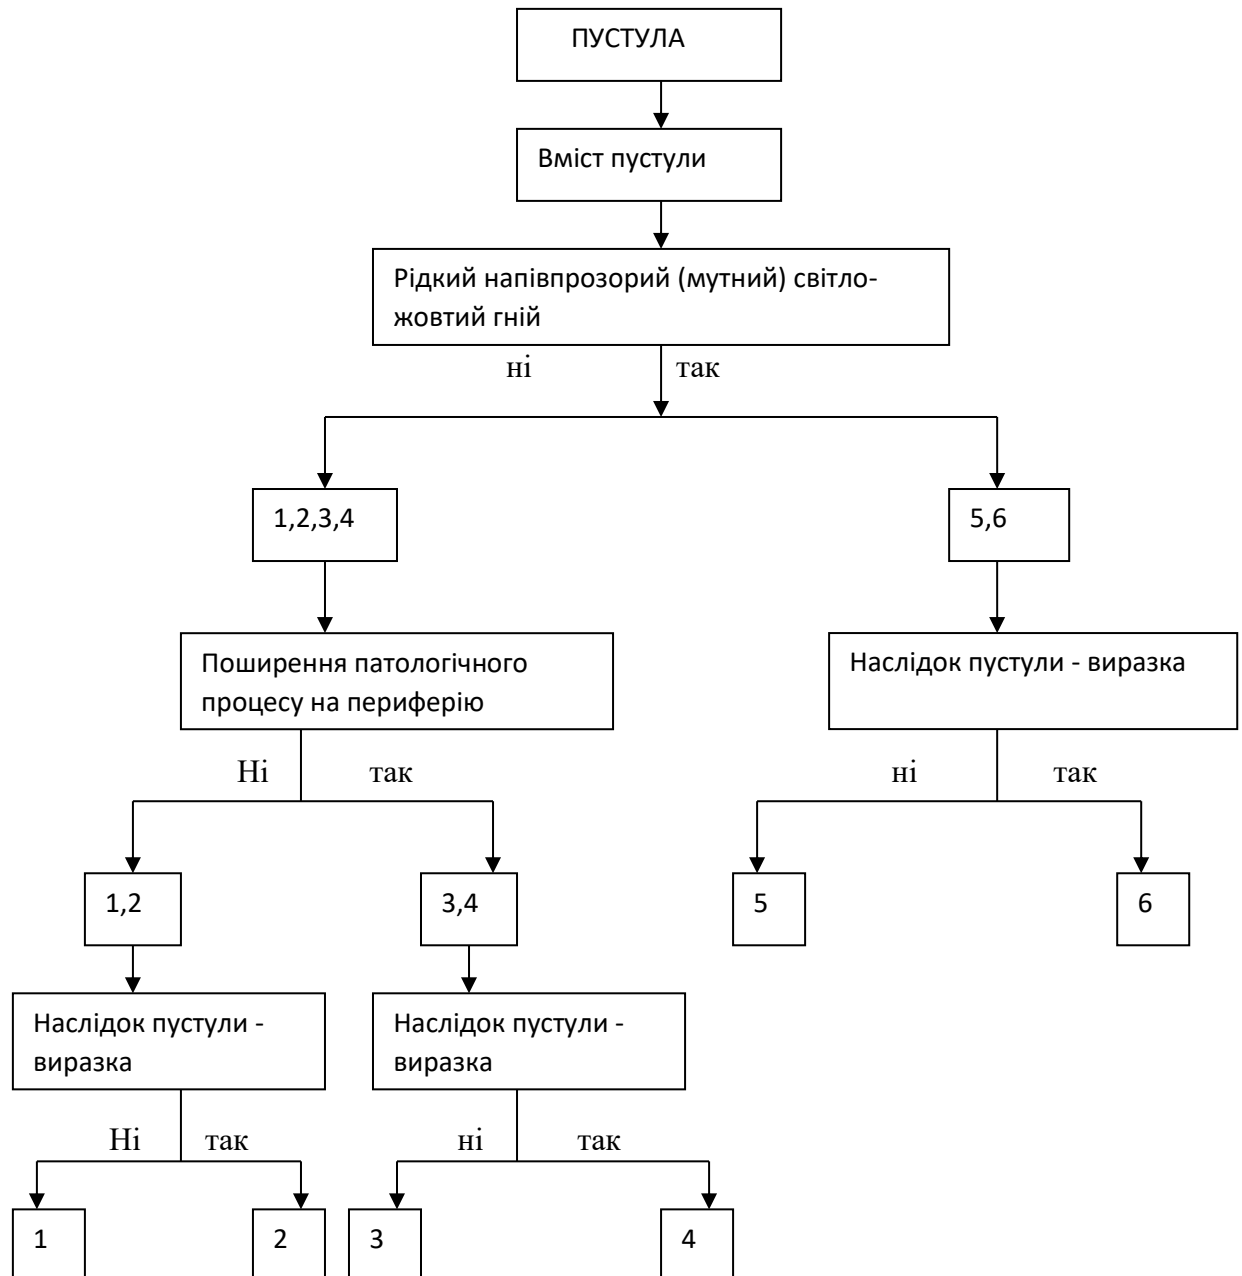 ПУСТУЛА
Вміст пустули
Рідкий напівпрозорий (мутний) світло-
жовтий гній
ні
так
1,2,3,4
5,6
Поширення патологічного
процесу на периферію
Наслідок пустули - виразка
Ні
так
ні
так
1,2
3,4
5
6
Наслідок пустули -
виразка
Наслідок пустули -
виразка
Ні
так
ні
так
1
2
3
4